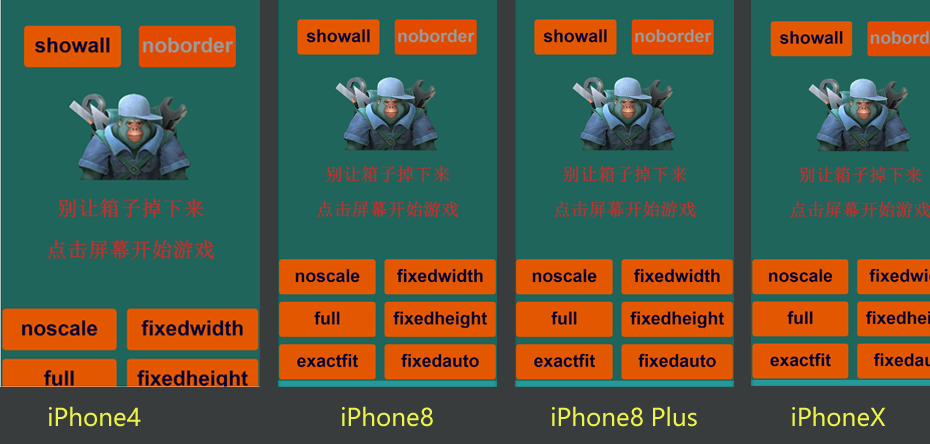 showall noborder
别让箱子掉下来
点击屏幕开始游戏
noscale fixedwidth
full fixedheight
iPhone4
showall noborder
别让箱子掉下来
点击屏幕开始游戏
noscale fixedwidth
full fixedheight
exactfit fixedauto
iPhone8
showall noborder
别让箱子掉下来
点击屏幕开始游戏
noscale fixedwidth
full fixedheight
exactfit fixedauto
iPhone8 Plus
showall nobord
别让箱子掉下来
点击屏幕开始游戏
noscale fixedwi
full fixedhei
exactfit fixedau
iPhoneX